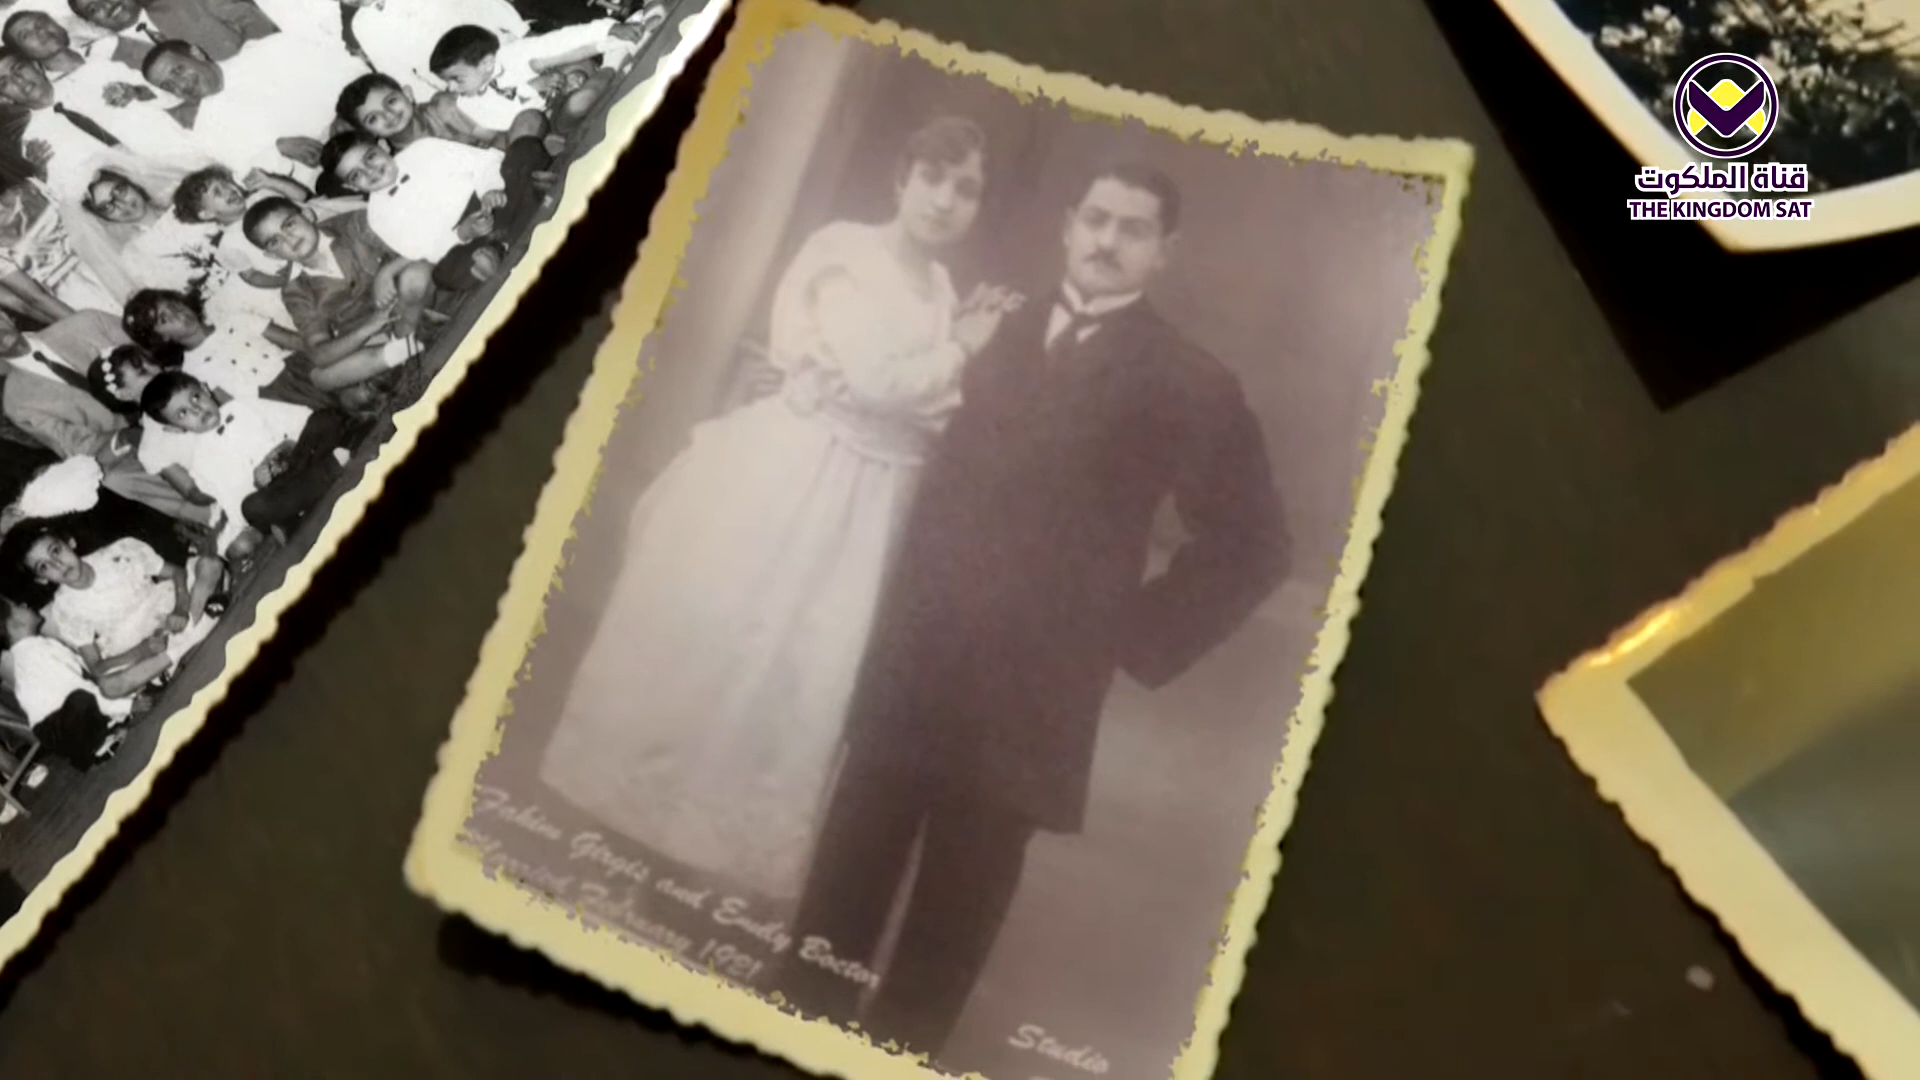 قناة الملكوت
THE KINGDOM SAT
Fahim Girgis and Emily Boctor
Married February 1921
Studio